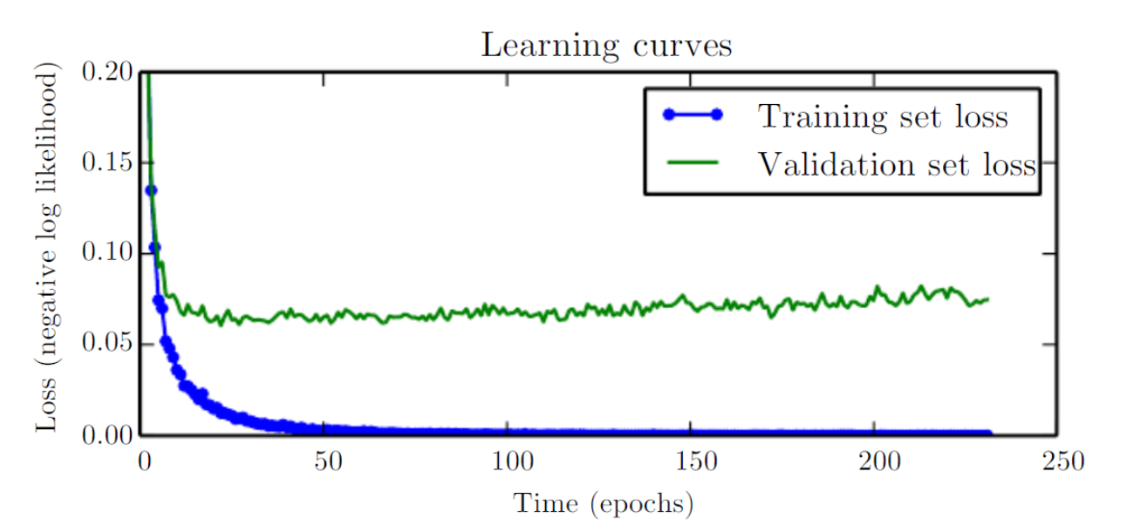 Learning curves
Loss (negative log likelihood)
0.20
0.15
0.10
0.05
0.00
Training set loss
Validation set loss
0 50 100 150 200 250
Time (epochs)